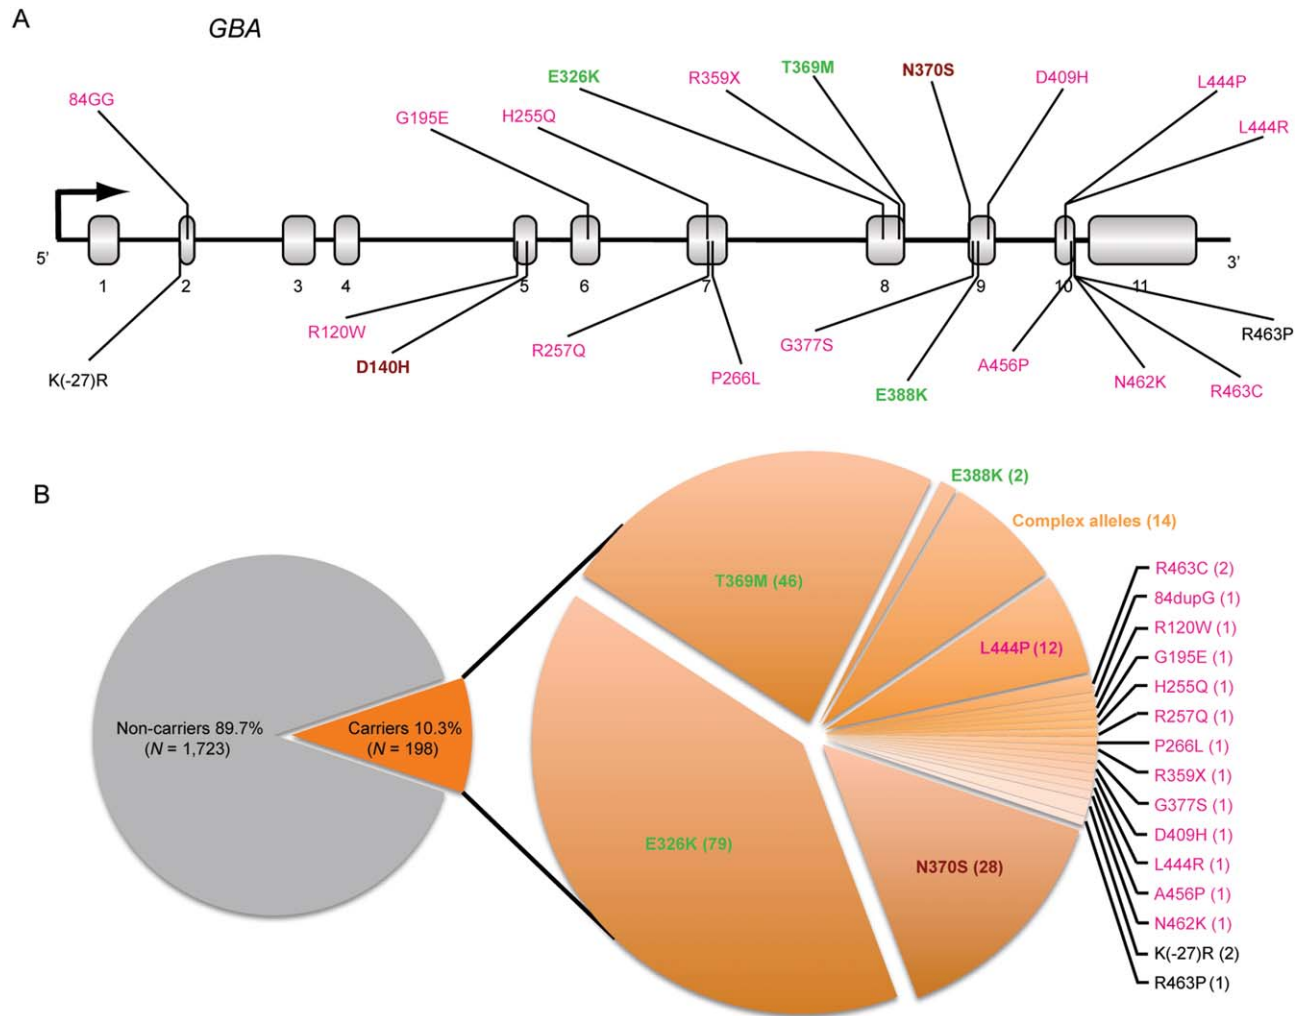 A
GBA
84GG
G195E
H255Q
E326K
R359X
T369M
N370S
D409H
L444P
L444R
5’
3’
1
2
3
4
5
6
7
8
9
10
11
K(-27)R
R120W
D140H
R257Q
P266L
G377S
E388K
A456P
N462K
R463C
R463P
B
Non-carriers 89.7%
(N = 1,723)
Carriers 10.3%
(N = 198)
T369M (46)
E388K (2)
Complex alleles (14)
L444P (12)
E326K (79)
N370S (28)
R463C (2)
84dupG (1)
R120W (1)
G195E (1)
H255Q (1)
R257Q (1)
P266L (1)
R359X (1)
G377S (1)
D409H (1)
L444R (1)
A456P (1)
N462K (1)
K(-27)R (2)
R463P (1)